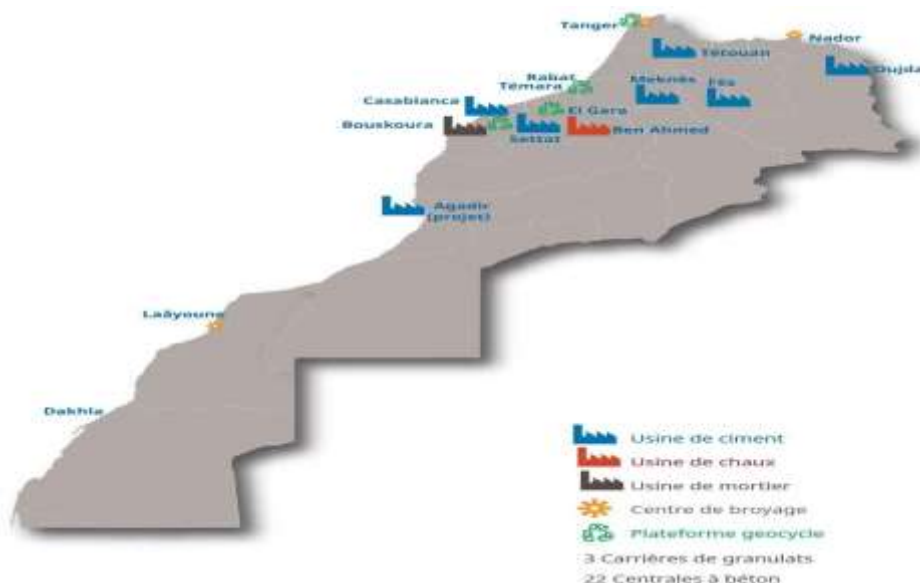 Tanger
Nador
Tétouan
Oujda
Rabat
Témara
Meknès
Fès
Casablanca
El Gara
Bouskoura
Settat
Ben Ahmed
Agadir
(projet)
Laâyoune
Dakhla
Usine de ciment
Usine de chaux
Usine de mortier
Centre de broyage
Plateforme geocycle
3 Carrières de granulats
22 Centrales à béton